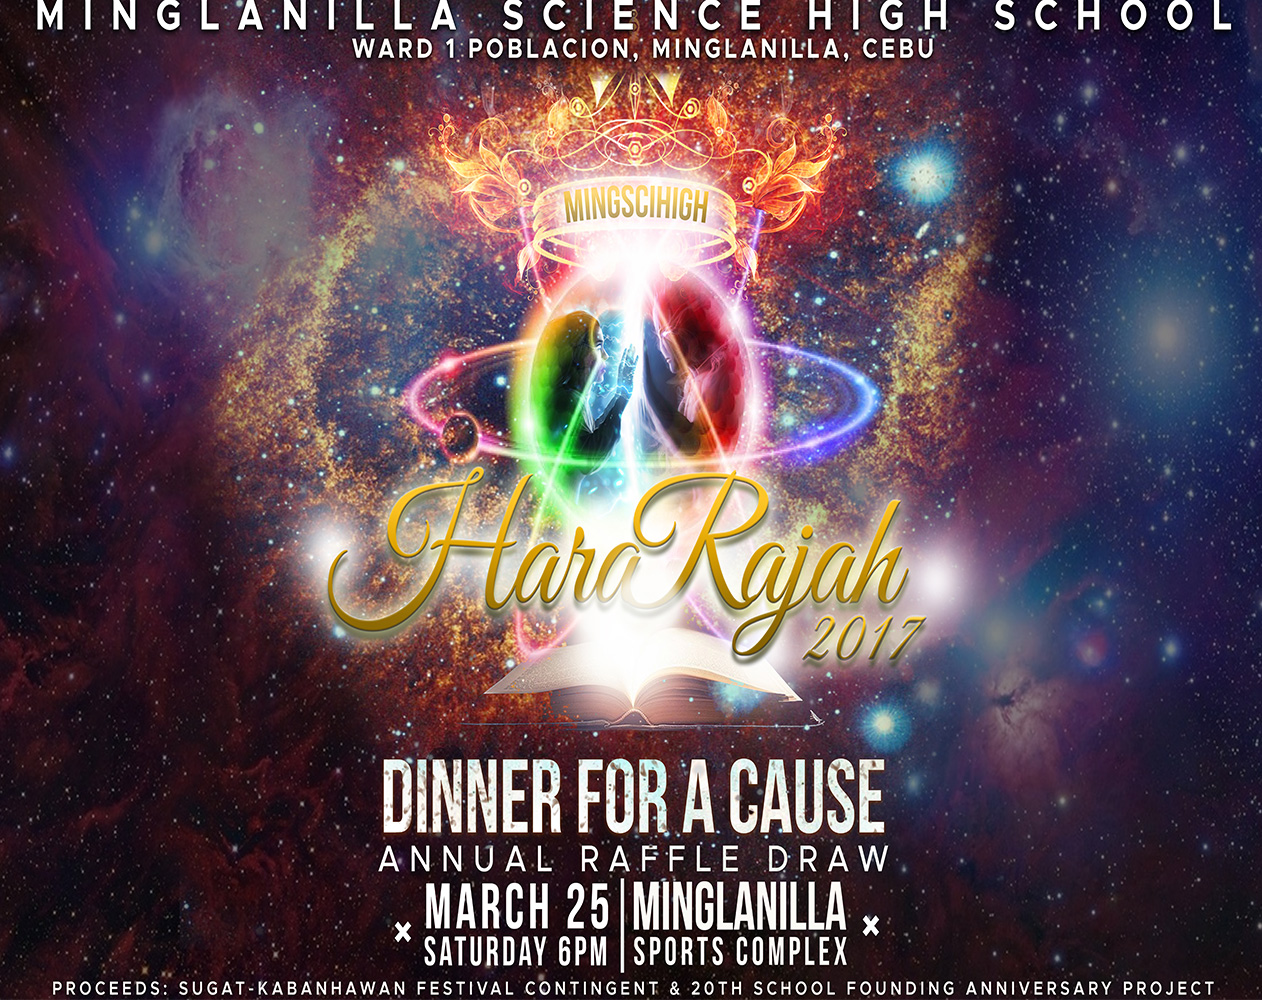 MINGLANILLA SCIENCE HIGH SCHOOL
WARD 1 POBLACION, MINGLANILLA, CEBU
MINGSCIHIGH
HaraRajah
2017
DINNER FOR A CAUSE
ANNUAL RAFFLE DRAW
MARCH 25 | MINGLANILLA
SATURDAY 6PM | SPORTS COMPLEX
PROCEEDS: SUGAT-KABANHAWAN FESTIVAL CONTINGENT & 20TH SCHOOL FOUNDING ANNIVERSARY PROJECT